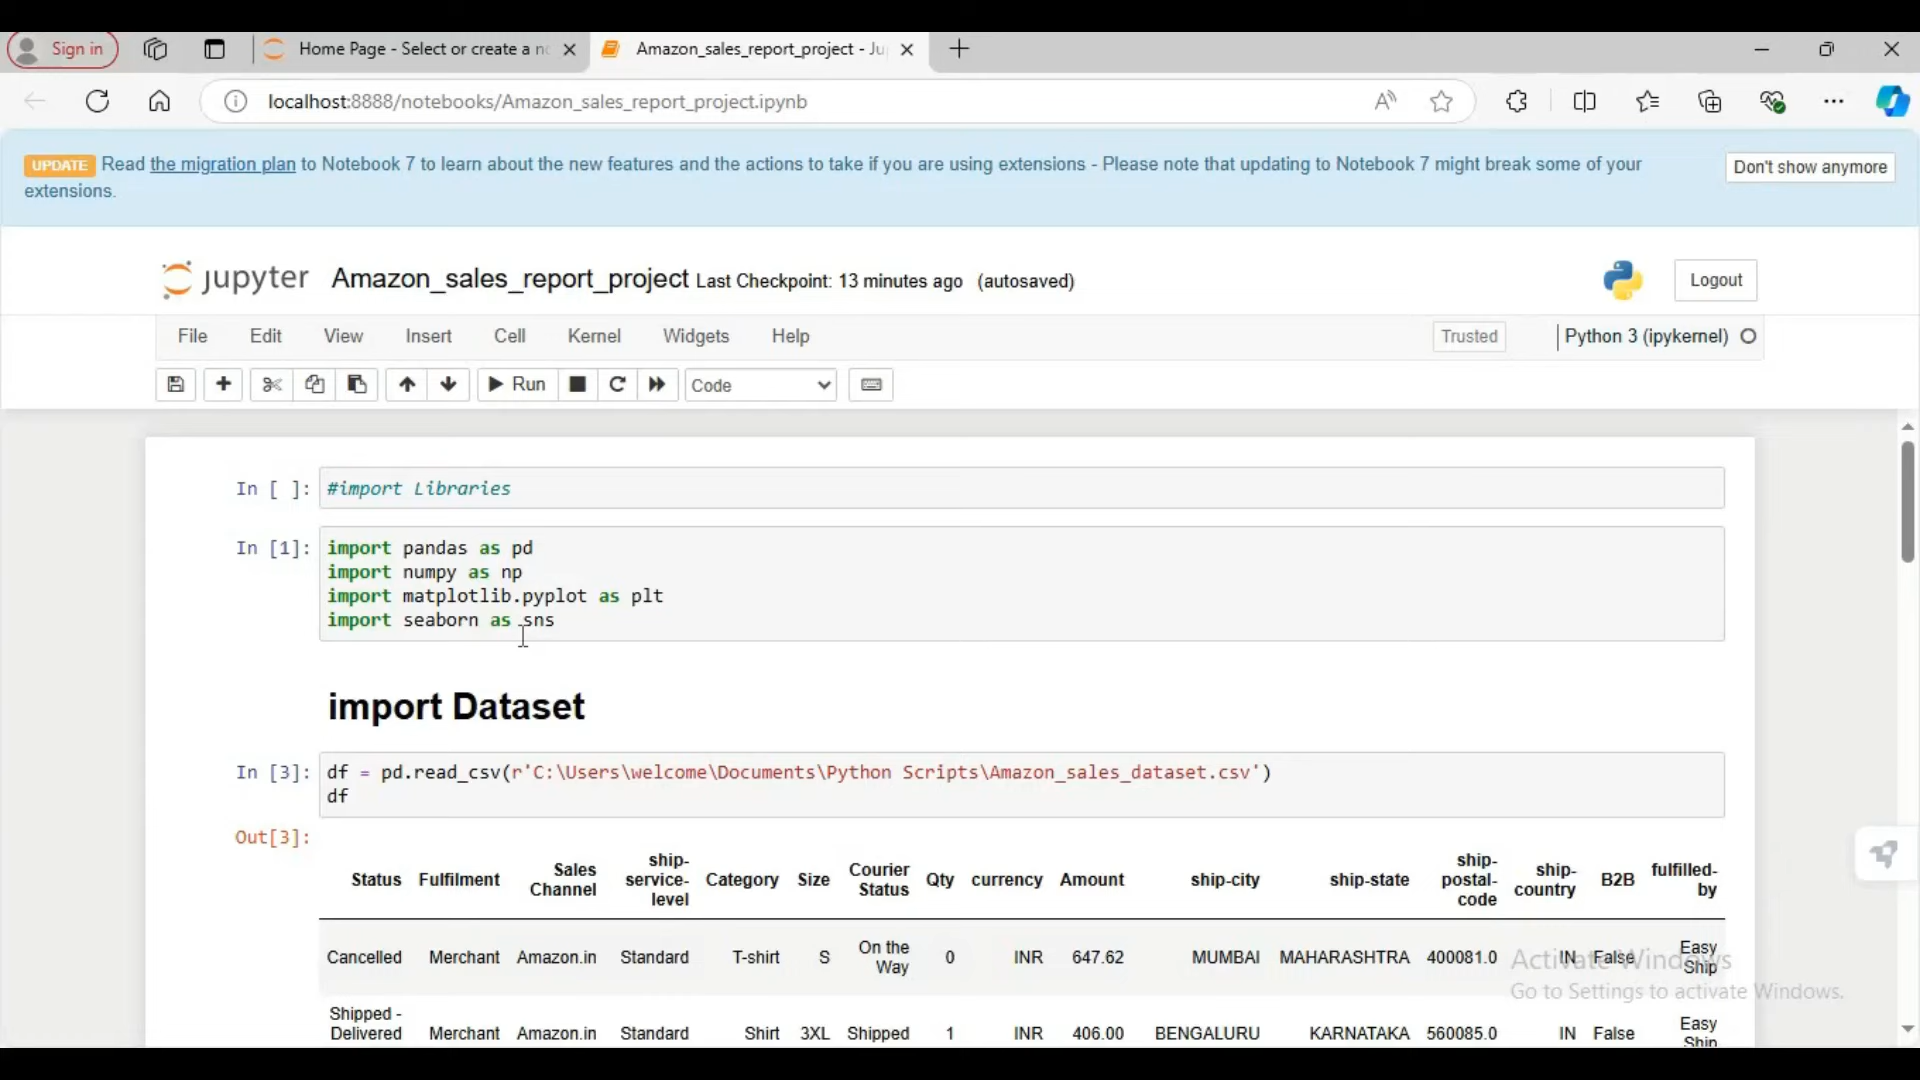 Sign in
Home Page - Select or create a n
Amazon_sales_report_project - Ju
localhost:8888/notebooks/Amazon_sales_report_project.ipynb
UPDATE Read the migration plan to Notebook 7 to learn about the new features and the actions to take if you are using extensions - Please note that updating to Notebook 7 might break some of your
extensions.
Don't show anymore
jupyter Amazon_sales_report_project Last Checkpoint: 13 minutes ago (autosaved)
Logout
File Edit View Insert Cell Kernel Widgets Help
Trusted Python 3 (ipykernel)
Run Code
In [ ]: #import Libraries
In [1]: import pandas as pd
import numpy as np
import matplotlib.pyplot as plt
import seaborn as sns
import Dataset
In [3]: df = pd.read_csv(r'C:\Users\welcome\Documents\Python Scripts\Amazon_sales_dataset.csv')
df
Out[3]:
Status Fulfilment Sales Channel ship-service-level Category Size Courier Status Qty currency Amount ship-city ship-state ship-postal-code ship-country B2B fulfilled-by
Cancelled Merchant Amazon.in Standard T-shirt S On the Way 0 INR 647.62 MUMBAI MAHARASHTRA 400081.0 IN False Easy Ship
Shipped - Delivered Merchant Amazon.in Standard Shirt 3XL Shipped 1 INR 406.00 BENGALURU KARNATAKA 560085.0 IN False Easy Ship
Activate Windows
Go to Settings to activate Windows.